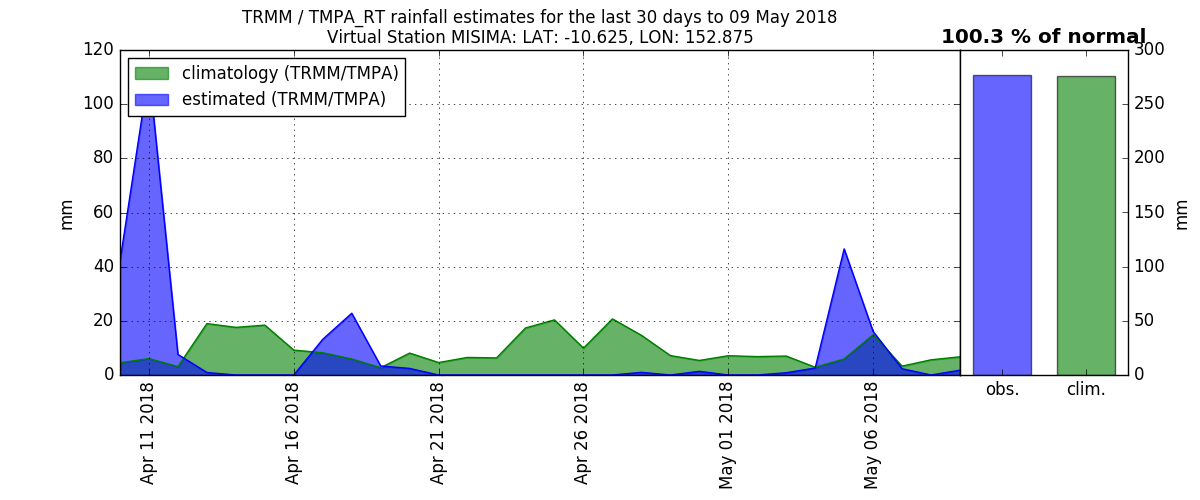 TRMM / TMPA_RT rainfall estimates for the last 30 days to 09 May 2018
Virtual Station MISIMA: LAT: -10.625, LON: 152.875
100.3 % of normal
climatology (TRMM/TMPA)
estimated (TRMM/TMPA)
120
100
80
60
40
20
0
mm
300
250
200
150
100
50
0
mm
Apr 11 2018
Apr 16 2018
Apr 21 2018
Apr 26 2018
May 01 2018
May 06 2018
obs.
clim.